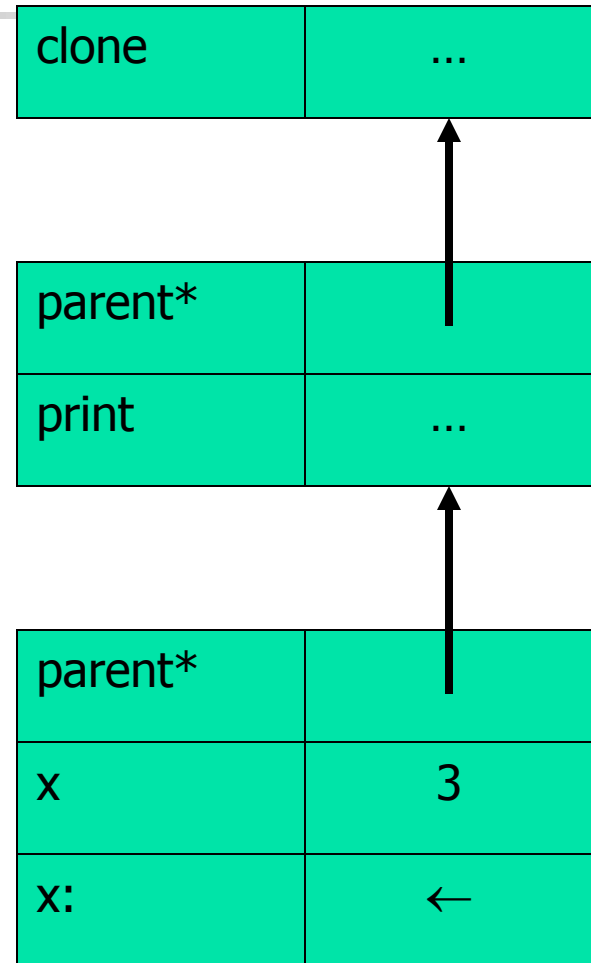 clone …
parent*
print …
parent*
x 3
x: ←